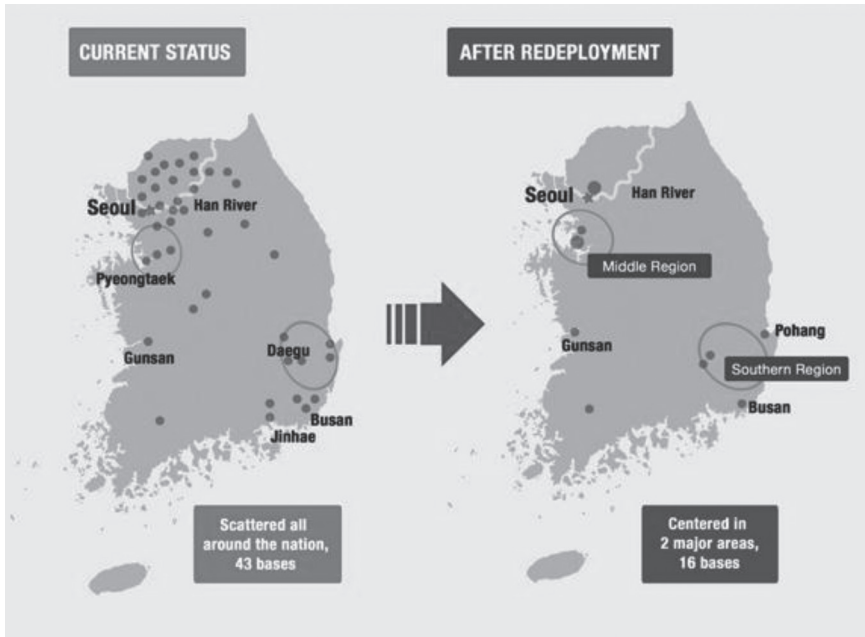 CURRENT STATUS
Seoul
Han River
Pyeongtaek
Gunsan
Daegu
Busan
Jinhae
Scattered all
around the nation,
43 bases
AFTER REDEPLOYMENT
Seoul
Han River
Middle Region
Gunsan
Pohang
Southern Region
Busan
Centered in
2 major areas,
16 bases